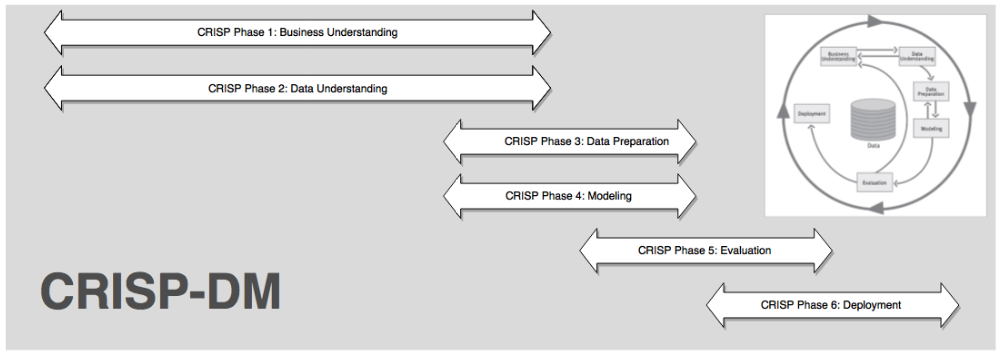 CRISP Phase 1: Business Understanding
CRISP Phase 2: Data Understanding
CRISP Phase 3: Data Preparation
CRISP Phase 4: Modeling
CRISP Phase 5: Evaluation
CRISP Phase 6: Deployment
CRISP-DM
Business
Understanding
Data
Understanding
Data
Preparation
Modeling
Deployment
Data
Evaluation